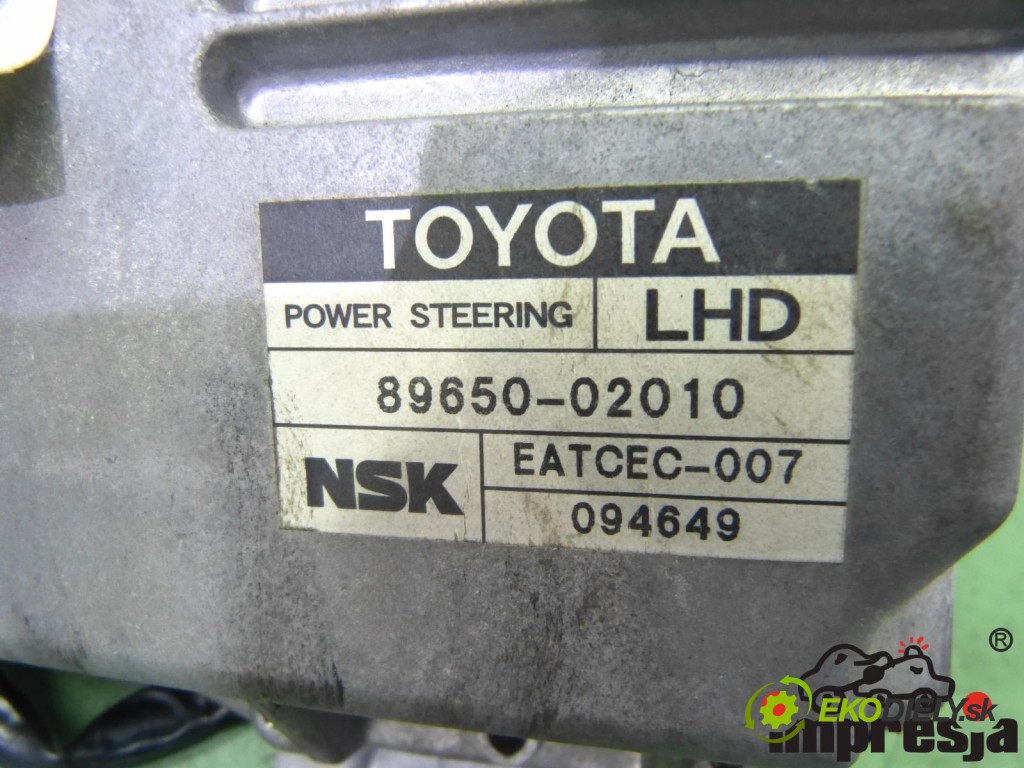 TOYOTA
POWER STEERING LHD
89650-02010
NSK EATCEC-007
094649
®
EKODIELY.sk
impresja